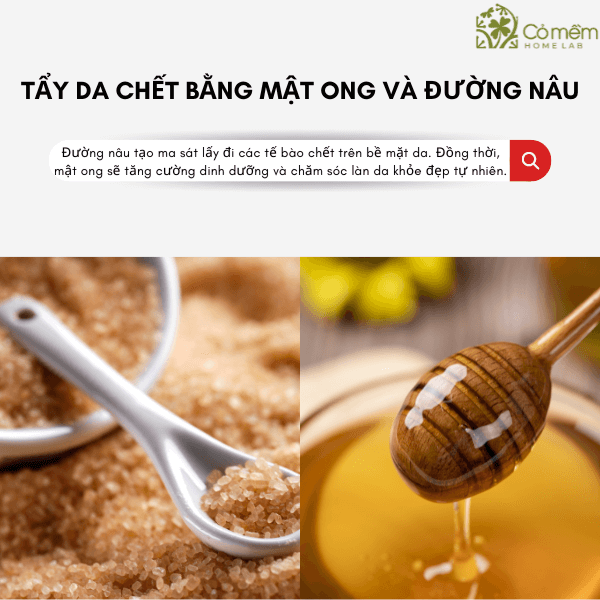 Cỏ mềm
HOME LAB
TẨY DA CHẾT BẰNG MẬT ONG VÀ ĐƯỜNG NÂU
Đường nâu tạo ma sát lấy đi các tế bào chết trên bề mặt da. Đồng thời,
mật ong sẽ tăng cường dinh dưỡng và chăm sóc làn da khỏe đẹp tự nhiên.